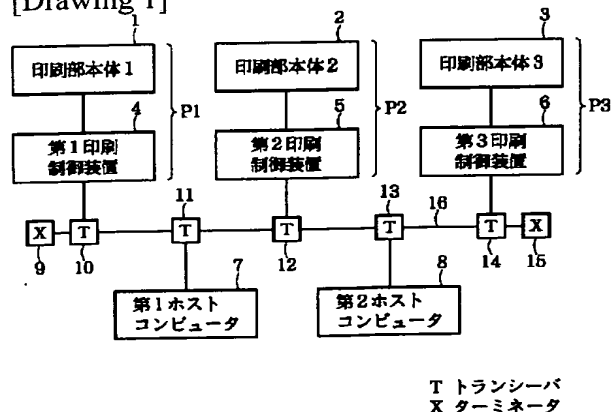 [Drawing 1]
1
2
3
印刷部本体1
印刷部本体2
印刷部本体3
P1
P2
P3
4
5
6
第1印刷
制御装置
第2印刷
制御装置
第3印刷
制御装置
11
13
16
X
T
T
T
T
T
X
9
10
12
14
15
7
8
第1ホスト
コンピュータ
第2ホスト
コンピュータ
T トランシーバ
X ターミネータ